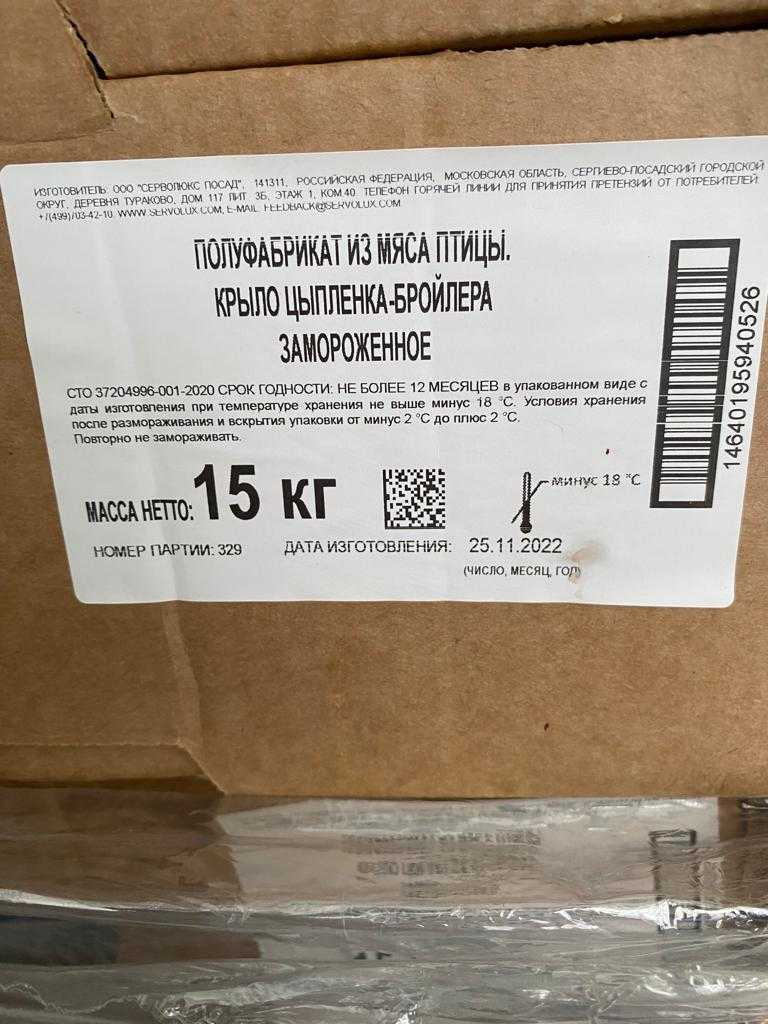 ИЗГОТОВИТЕЛЬ: ООО "СЕРВОЛЮКС ПОСАД", 141311, РОССИЙСКАЯ ФЕДЕРАЦИЯ, МОСКОВСКАЯ ОБЛАСТЬ, СЕРГИЕВО-ПОСАДСКИЙ ГОРОДСКОЙ
ОКРУГ, ДЕРЕВНЯ ТУРАКОВО, ДОМ 117 ЛИТ. 3Б, ЭТАЖ 1, КОМ.40. ТЕЛЕФОН ГОРЯЧЕЙ ЛИНИИ ДЛЯ ПРИНЯТИЯ ПРЕТЕНЗИЙ ОТ ПОТРЕБИТЕЛЕЙ:
+7(499)703-42-10. WWW.SERVOLUX.COM, E-MAIL: FEEDBACK@SERVOLUX.COM
ПОЛУФАБРИКАТ ИЗ МЯСА ПТИЦЫ.
КРЫЛО ЦЫПЛЕНКА-БРОЙЛЕРА
ЗАМОРОЖЕННОЕ
СТО 37204996-001-2020 СРОК ГОДНОСТИ: НЕ БОЛЕЕ 12 МЕСЯЦЕВ в упакованном виде с
даты изготовления при температуре хранения не выше минус 18 °С. Условия хранения
после размораживания и вскрытия упаковки от минус 2 °С до плюс 2 °С.
Повторно не замораживать.
МАССА НЕТТО: 15 кг
минус 18 °С
НОМЕР ПАРТИИ: 329 ДАТА ИЗГОТОВЛЕНИЯ: 25.11.2022
(ЧИСЛО, МЕСЯЦ, ГОД)
14640195940526